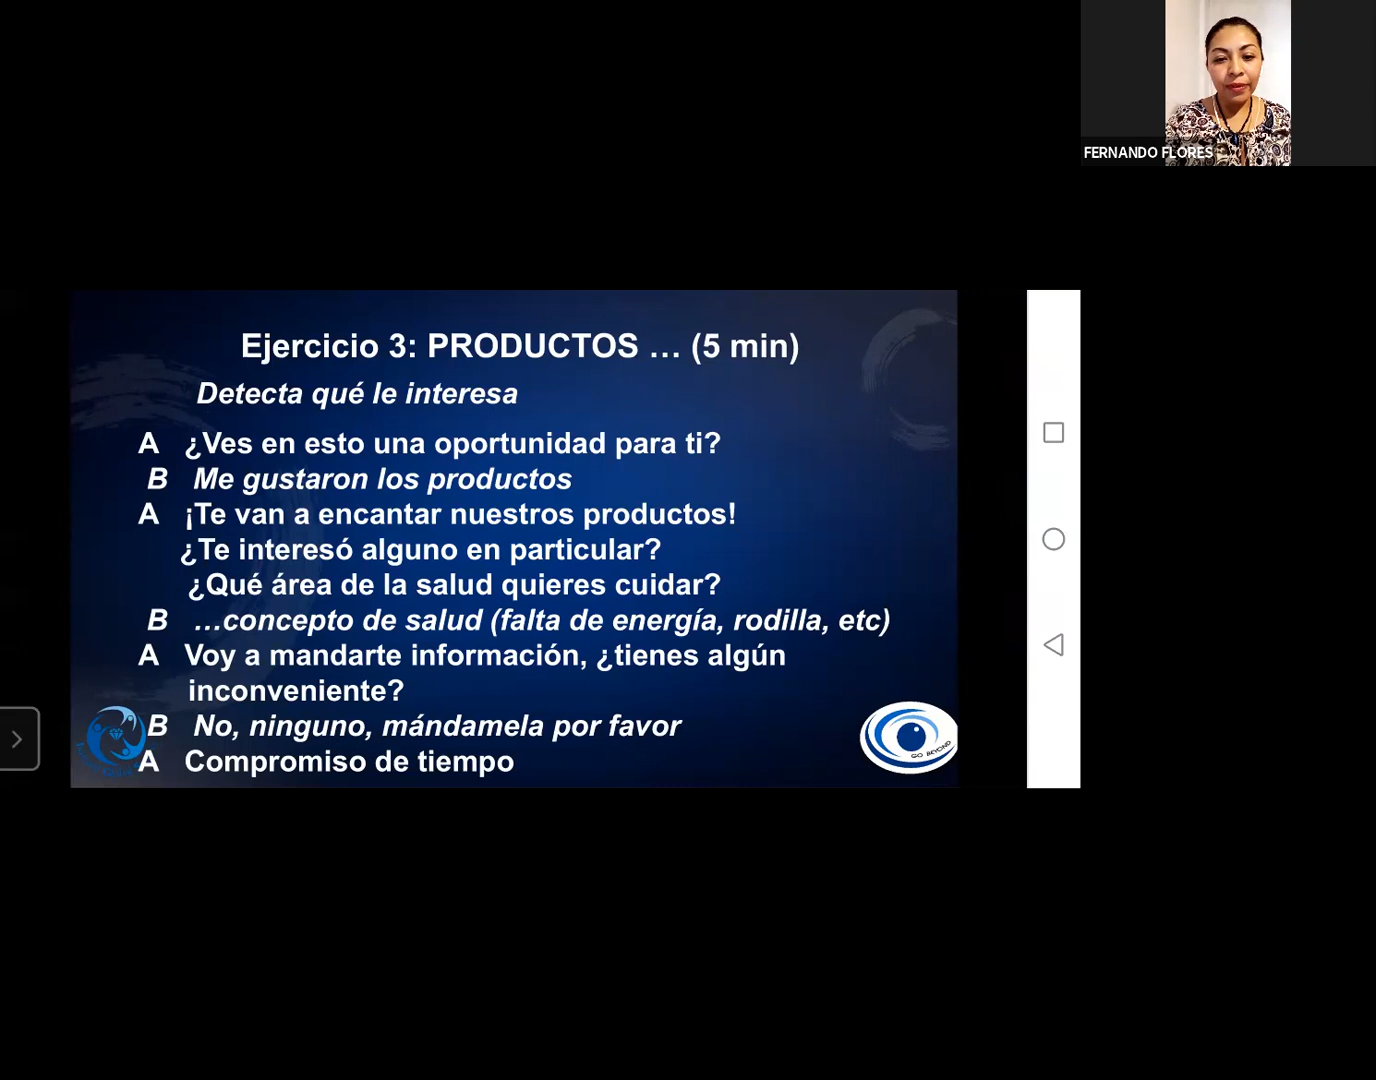 FERNANDO FLORES
Ejercicio 3: PRODUCTOS … (5 min)
Detecta qué le interesa
A ¿Ves en esto una oportunidad para ti?
B Me gustaron los productos
A ¡Te van a encantar nuestros productos!
¿Te interesó alguno en particular?
¿Qué área de la salud quieres cuidar?
B …concepto de salud (falta de energía, rodilla, etc)
A Voy a mandarte información, ¿tienes algún
inconveniente?
B No, ninguno, mándamela por favor
A Compromiso de tiempo
GO BEYOND